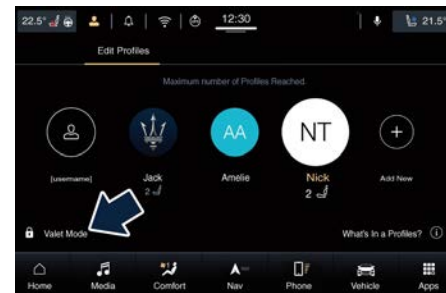 22.5° 12:30 21.5°
Edit Profiles
Maximum number of Profiles Reached.
AA NT +
[username] Jack Amelie Nick Add New
2 2
Valet Mode What's In a Profiles? i
Home Media Comfort Nav Phone Vehicle Apps